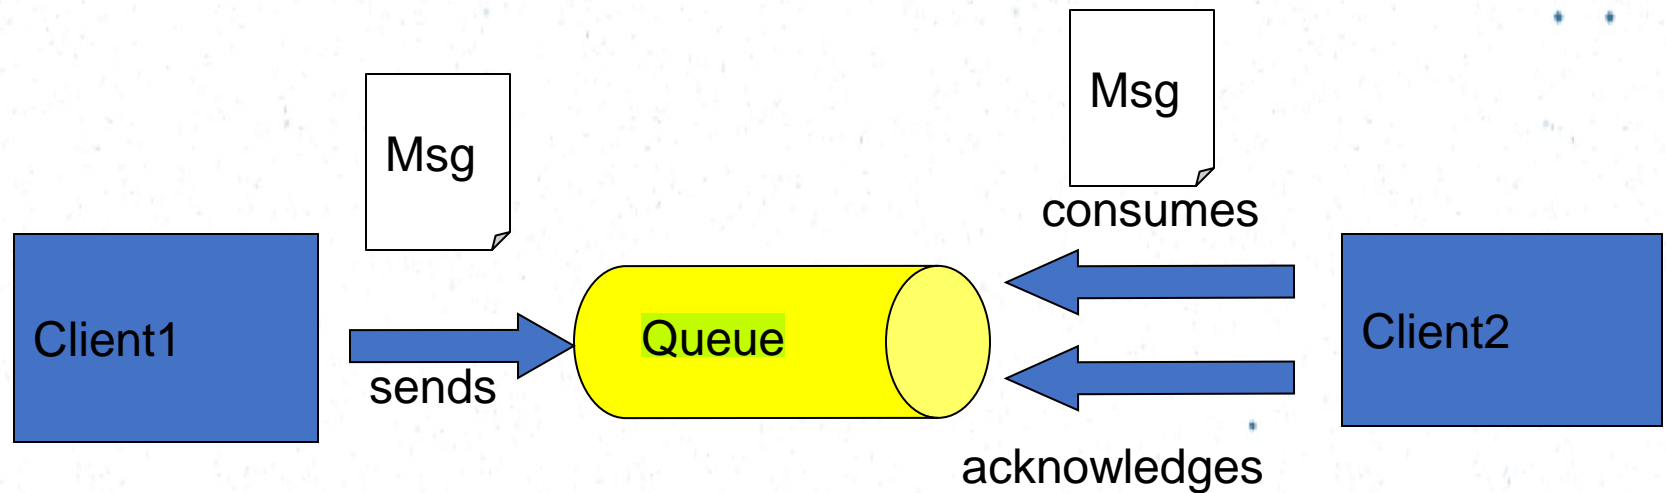 Msg
Msg
consumes
Client1
Queue
Client2
sends
acknowledges